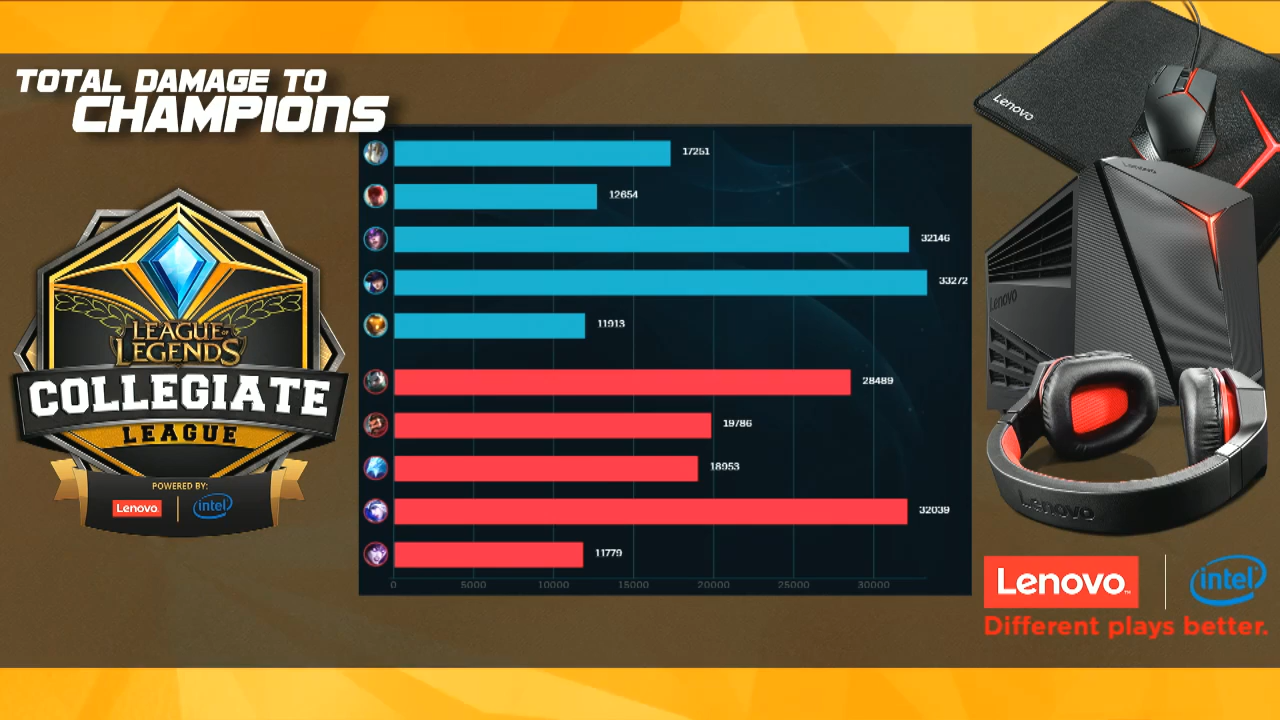 TOTAL DAMAGE TO
CHAMPIONS
17251
12654
32146
33272
11913
28489
19786
18953
32039
11779
0 5000 10000 15000 20000 25000 30000
LEAGUE OF
LEGENDS
COLLEGIATE
LEAGUE
POWERED BY:
Lenovo intel
Lenovo
Lenovo
Lenovo
Lenovo
Lenovo™ intel
Different plays better.